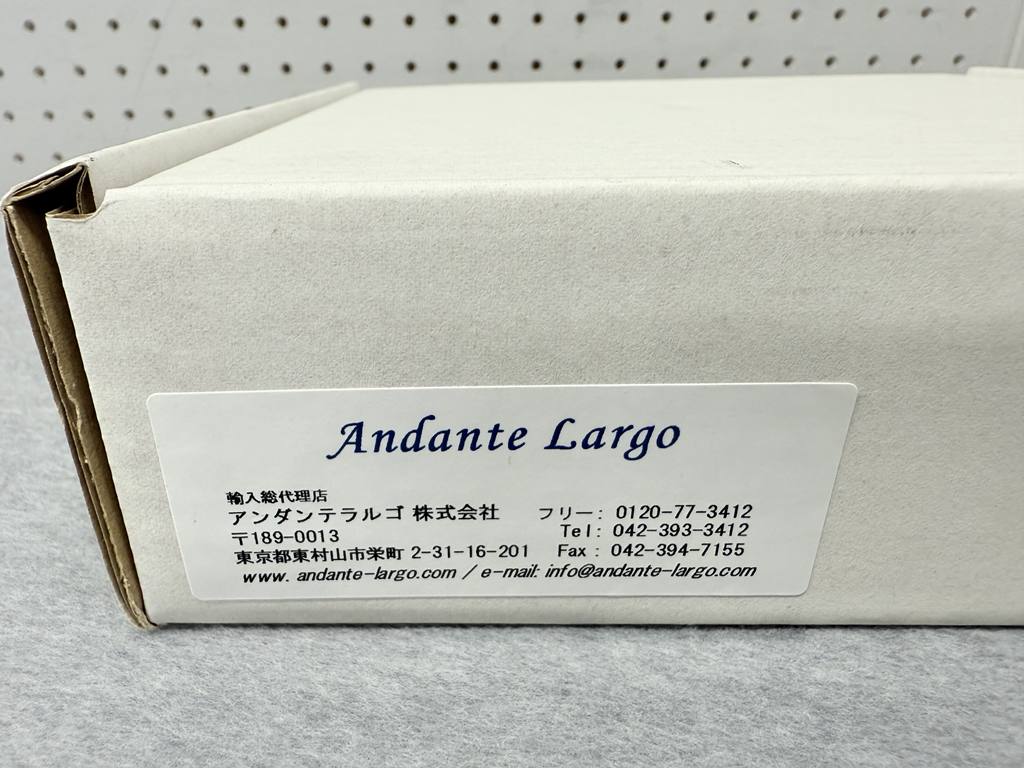 Andante Largo
輸入総代理店
アンダンテラルゴ 株式会社 フリー: 0120-77-3412
〒189-0013 Tel: 042-393-3412
東京都東村山市栄町 2-31-16-201 Fax : 042-394-7155
www. andante-largo.com / e-mail: info@andante-largo.com